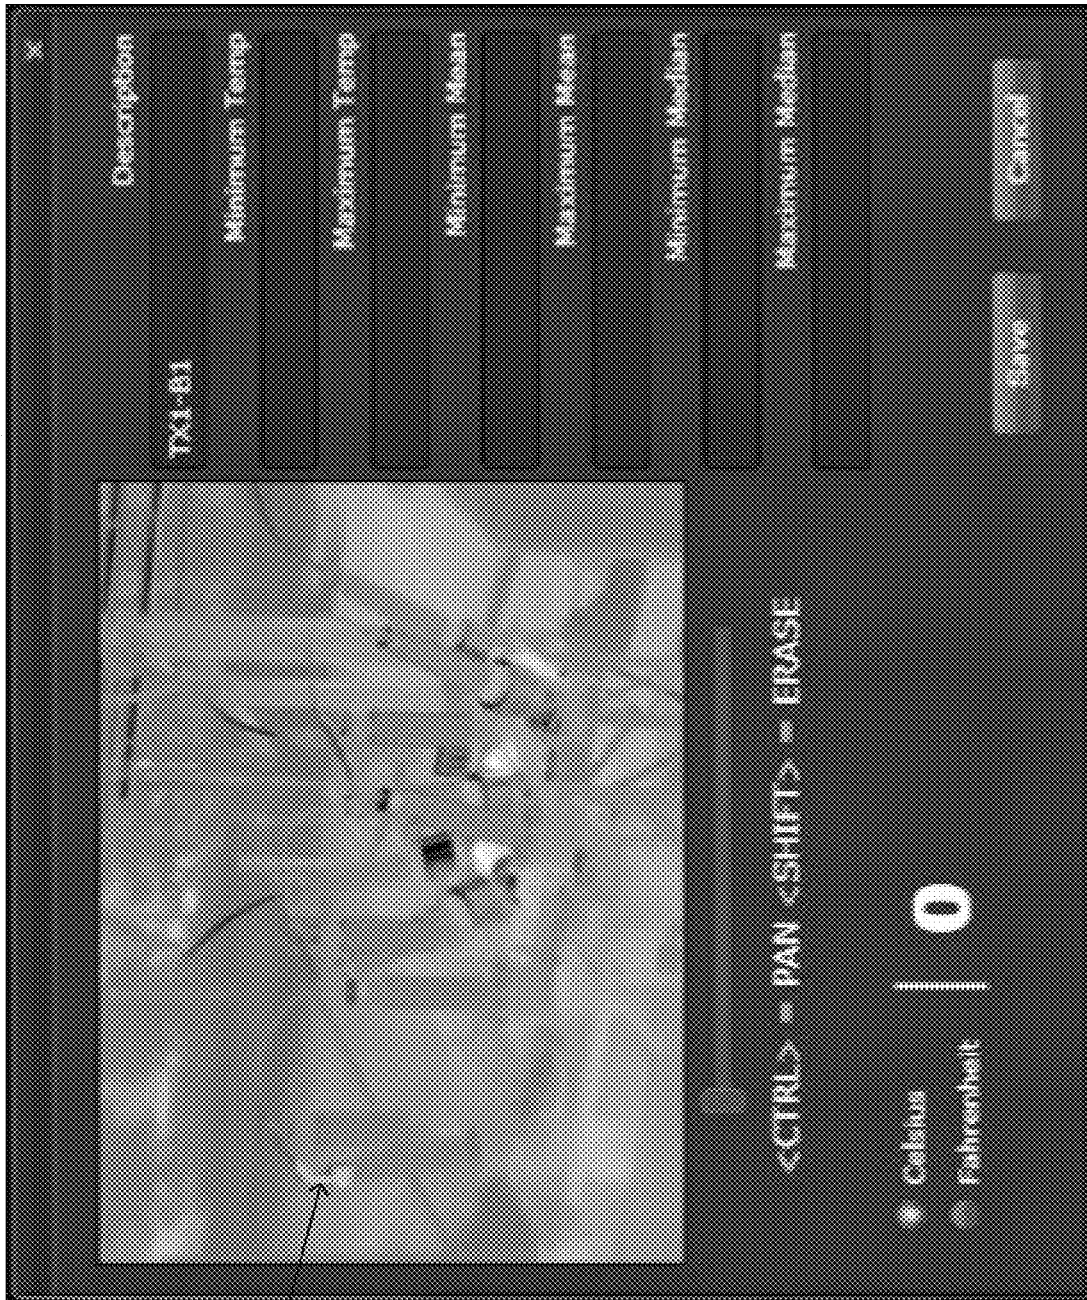 ×
Description
TX1-B1
Minimum Temp
Maximum Temp
Minimum Mean
Maximum Mean
Minimum Median
Maximum Median
<CTRL> = PAN <SHIFT> = ERASE
Celsius
Fahrenheit
0
Save
Cancel